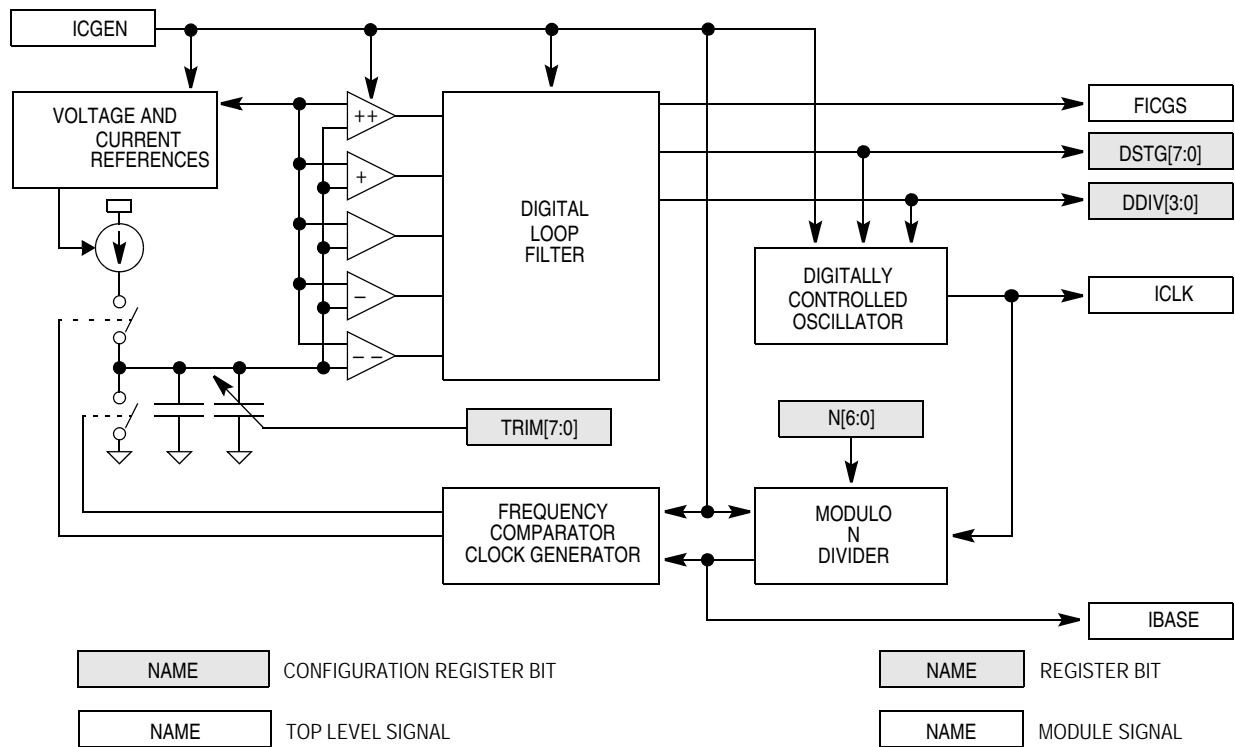 ICGEN
VOLTAGE AND
CURRENT
REFERENCES
++
+
−
− −
DIGITAL
LOOP
FILTER
FICGS
DSTG[7:0]
DDIV[3:0]
DIGITALLY
CONTROLLED
OSCILLATOR
ICLK
TRIM[7:0]
N[6:0]
FREQUENCY
COMPARATOR
CLOCK GENERATOR
MODULO
N
DIVIDER
IBASE
NAME
CONFIGURATION REGISTER BIT
NAME
REGISTER BIT
NAME
TOP LEVEL SIGNAL
NAME
MODULE SIGNAL